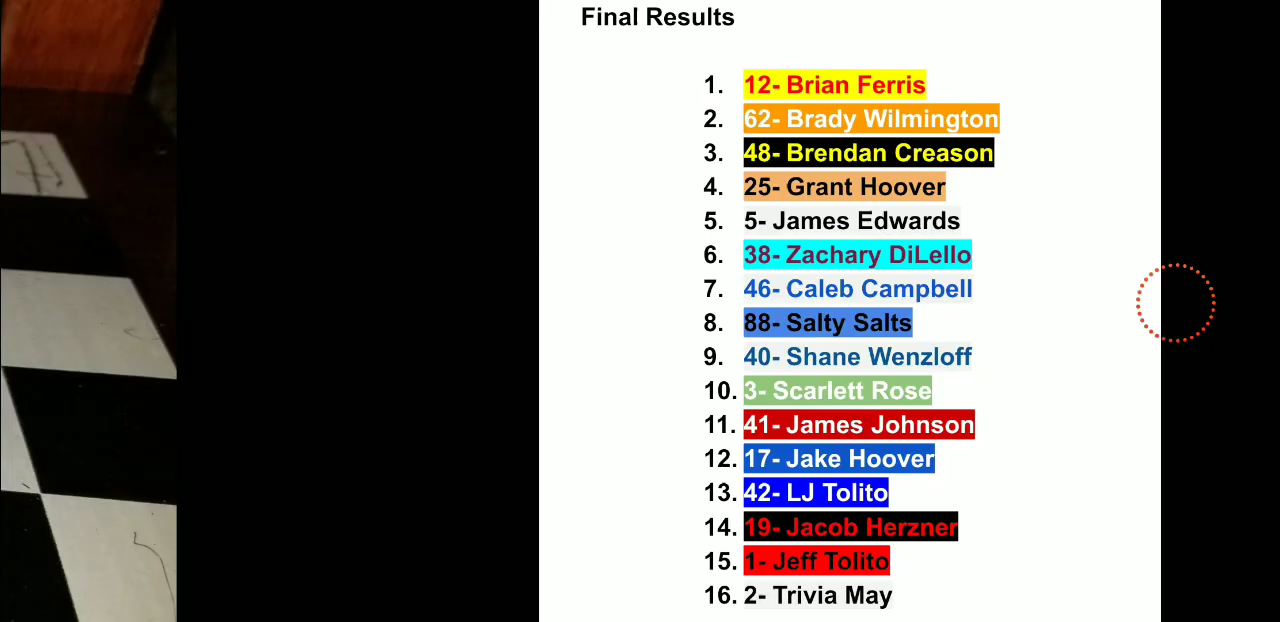 Final Results
1. 12- Brian Ferris
2. 62- Brady Wilmington
3. 48- Brendan Creason
4. 25- Grant Hoover
5. 5- James Edwards
6. 38- Zachary DiLello
7. 46- Caleb Campbell
8. 88- Salty Salts
9. 40- Shane Wenzloff
10. 3- Scarlett Rose
11. 41- James Johnson
12. 17- Jake Hoover
13. 42- LJ Tolito
14. 19- Jacob Herzner
15. 1- Jeff Tolito
16. 2- Trivia May